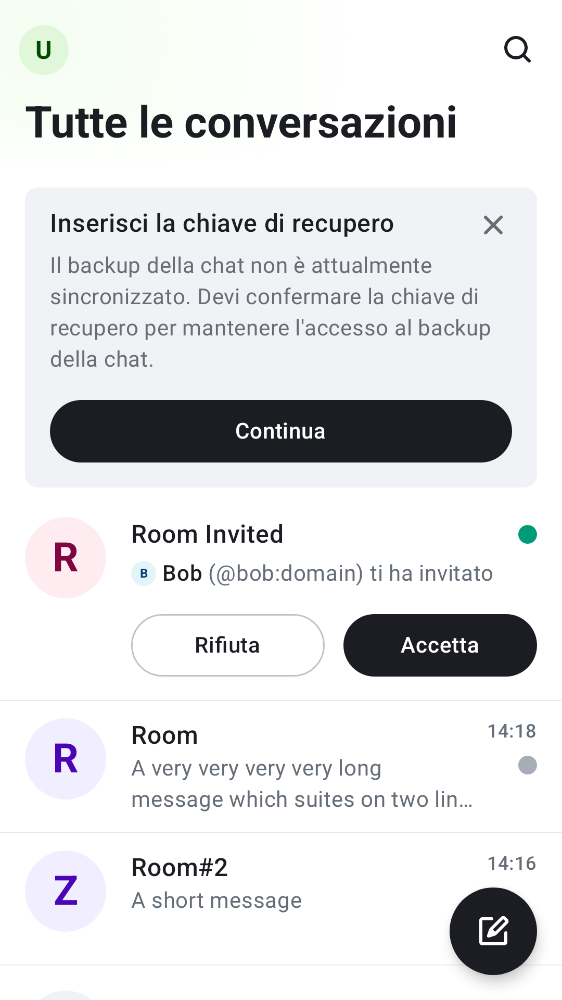 U
Tutte le conversazioni
Inserisci la chiave di recupero
Il backup della chat non è attualmente
sincronizzato. Devi confermare la chiave di
recupero per mantenere l'accesso al backup
della chat.
Continua
R
Room Invited
B Bob (@bob:domain) ti ha invitato
Rifiuta
Accetta
R
Room
14:18
A very very very very long
message which suites on two lin…
Z
Room#2
14:16
A short message